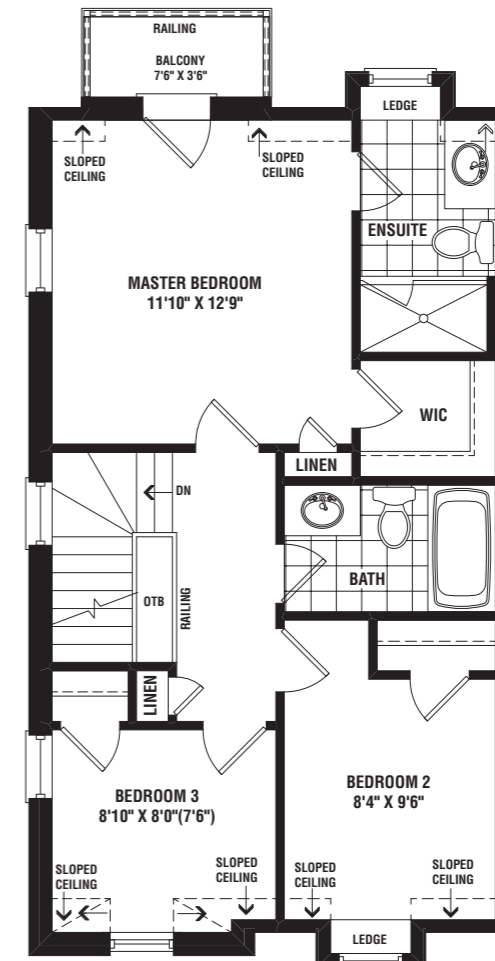 RAILING
BALCONY
7'6" X 3'6"
LEDGE
SLOPED
CEILING
SLOPED
CEILING
ENSUITE
MASTER BEDROOM
11'10" X 12'9"
WIC
LINEN
DN
BATH
OTB
RAILING
LINEN
BEDROOM 2
8'4" X 9'6"
BEDROOM 3
8'10" X 8'0"(7'6")
SLOPED
CEILING
SLOPED
CEILING
SLOPED
CEILING
SLOPED
CEILING
LEDGE